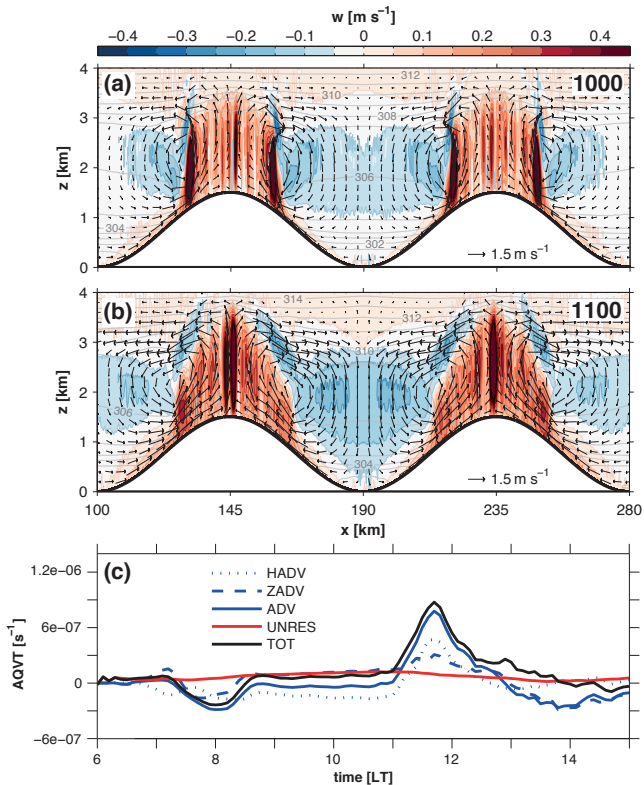 w [m s⁻¹]
−0.4 −0.3 −0.2 −0.1 0 0.1 0.2 0.3 0.4
(a) 1000
4
3
2
1
0
z [km]
312
310
308
306
304
302
1.5 m s⁻¹
(b) 1100
4
3
2
1
0
z [km]
314
312
310
306
304
1.5 m s⁻¹
100 145 190 235 280
x [km]
(c)
HADV
ZADV
ADV
UNRES
TOT
1.2e−06
6e−07
0
−6e−07
AQVT [s⁻¹]
6 8 10 12 14
time [LT]